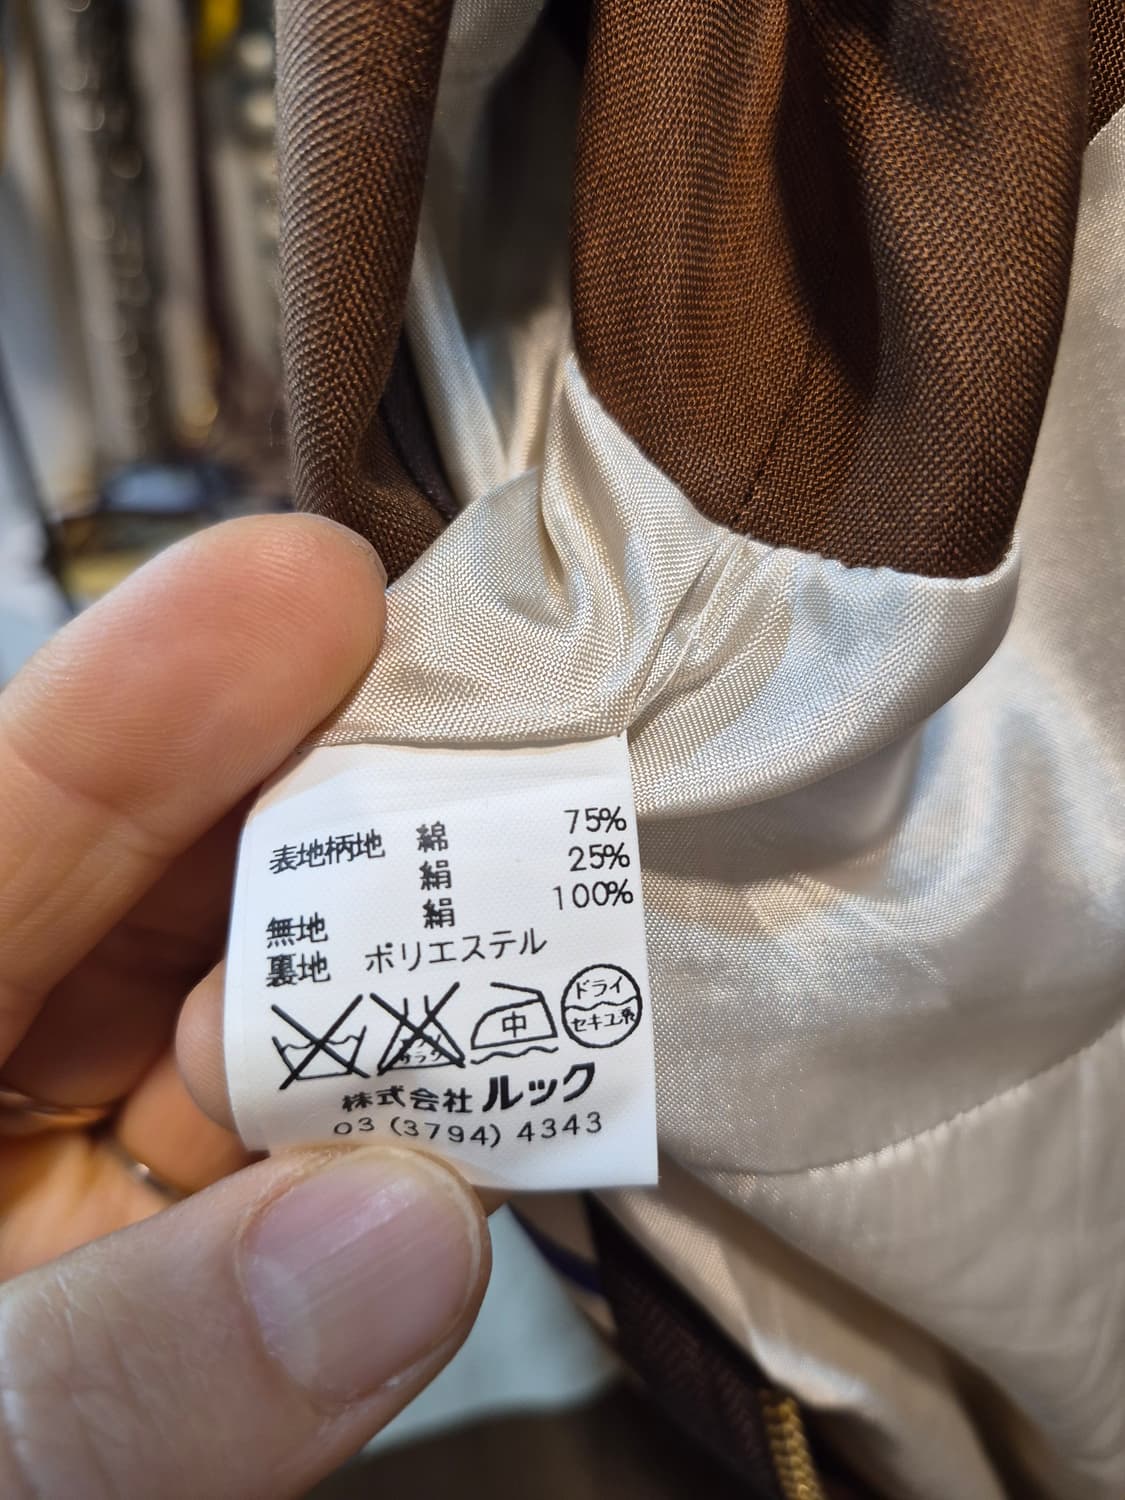 表地柄地 綿 75%
絹 25%
無地 絹 100%
裏地 ポリエステル
中
ドライ
セキユ系
株式会社 ルック
03 (3794) 4343